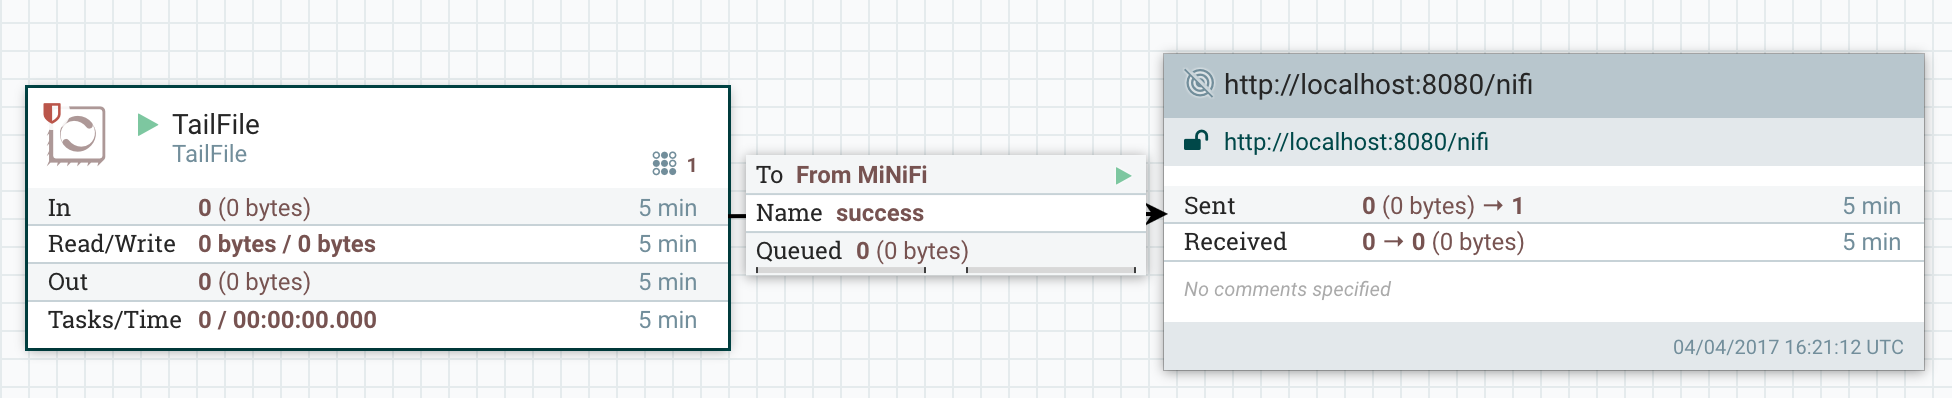 TailFile
TailFile
1
In 0 (0 bytes) 5 min
Read/Write 0 bytes / 0 bytes 5 min
Out 0 (0 bytes) 5 min
Tasks/Time 0 / 00:00:00.000 5 min
To From MiNiFi
Name success
Queued 0 (0 bytes)
http://localhost:8080/nifi
http://localhost:8080/nifi
Sent 0 (0 bytes) → 1 5 min
Received 0 → 0 (0 bytes) 5 min
No comments specified
04/04/2017 16:21:12 UTC